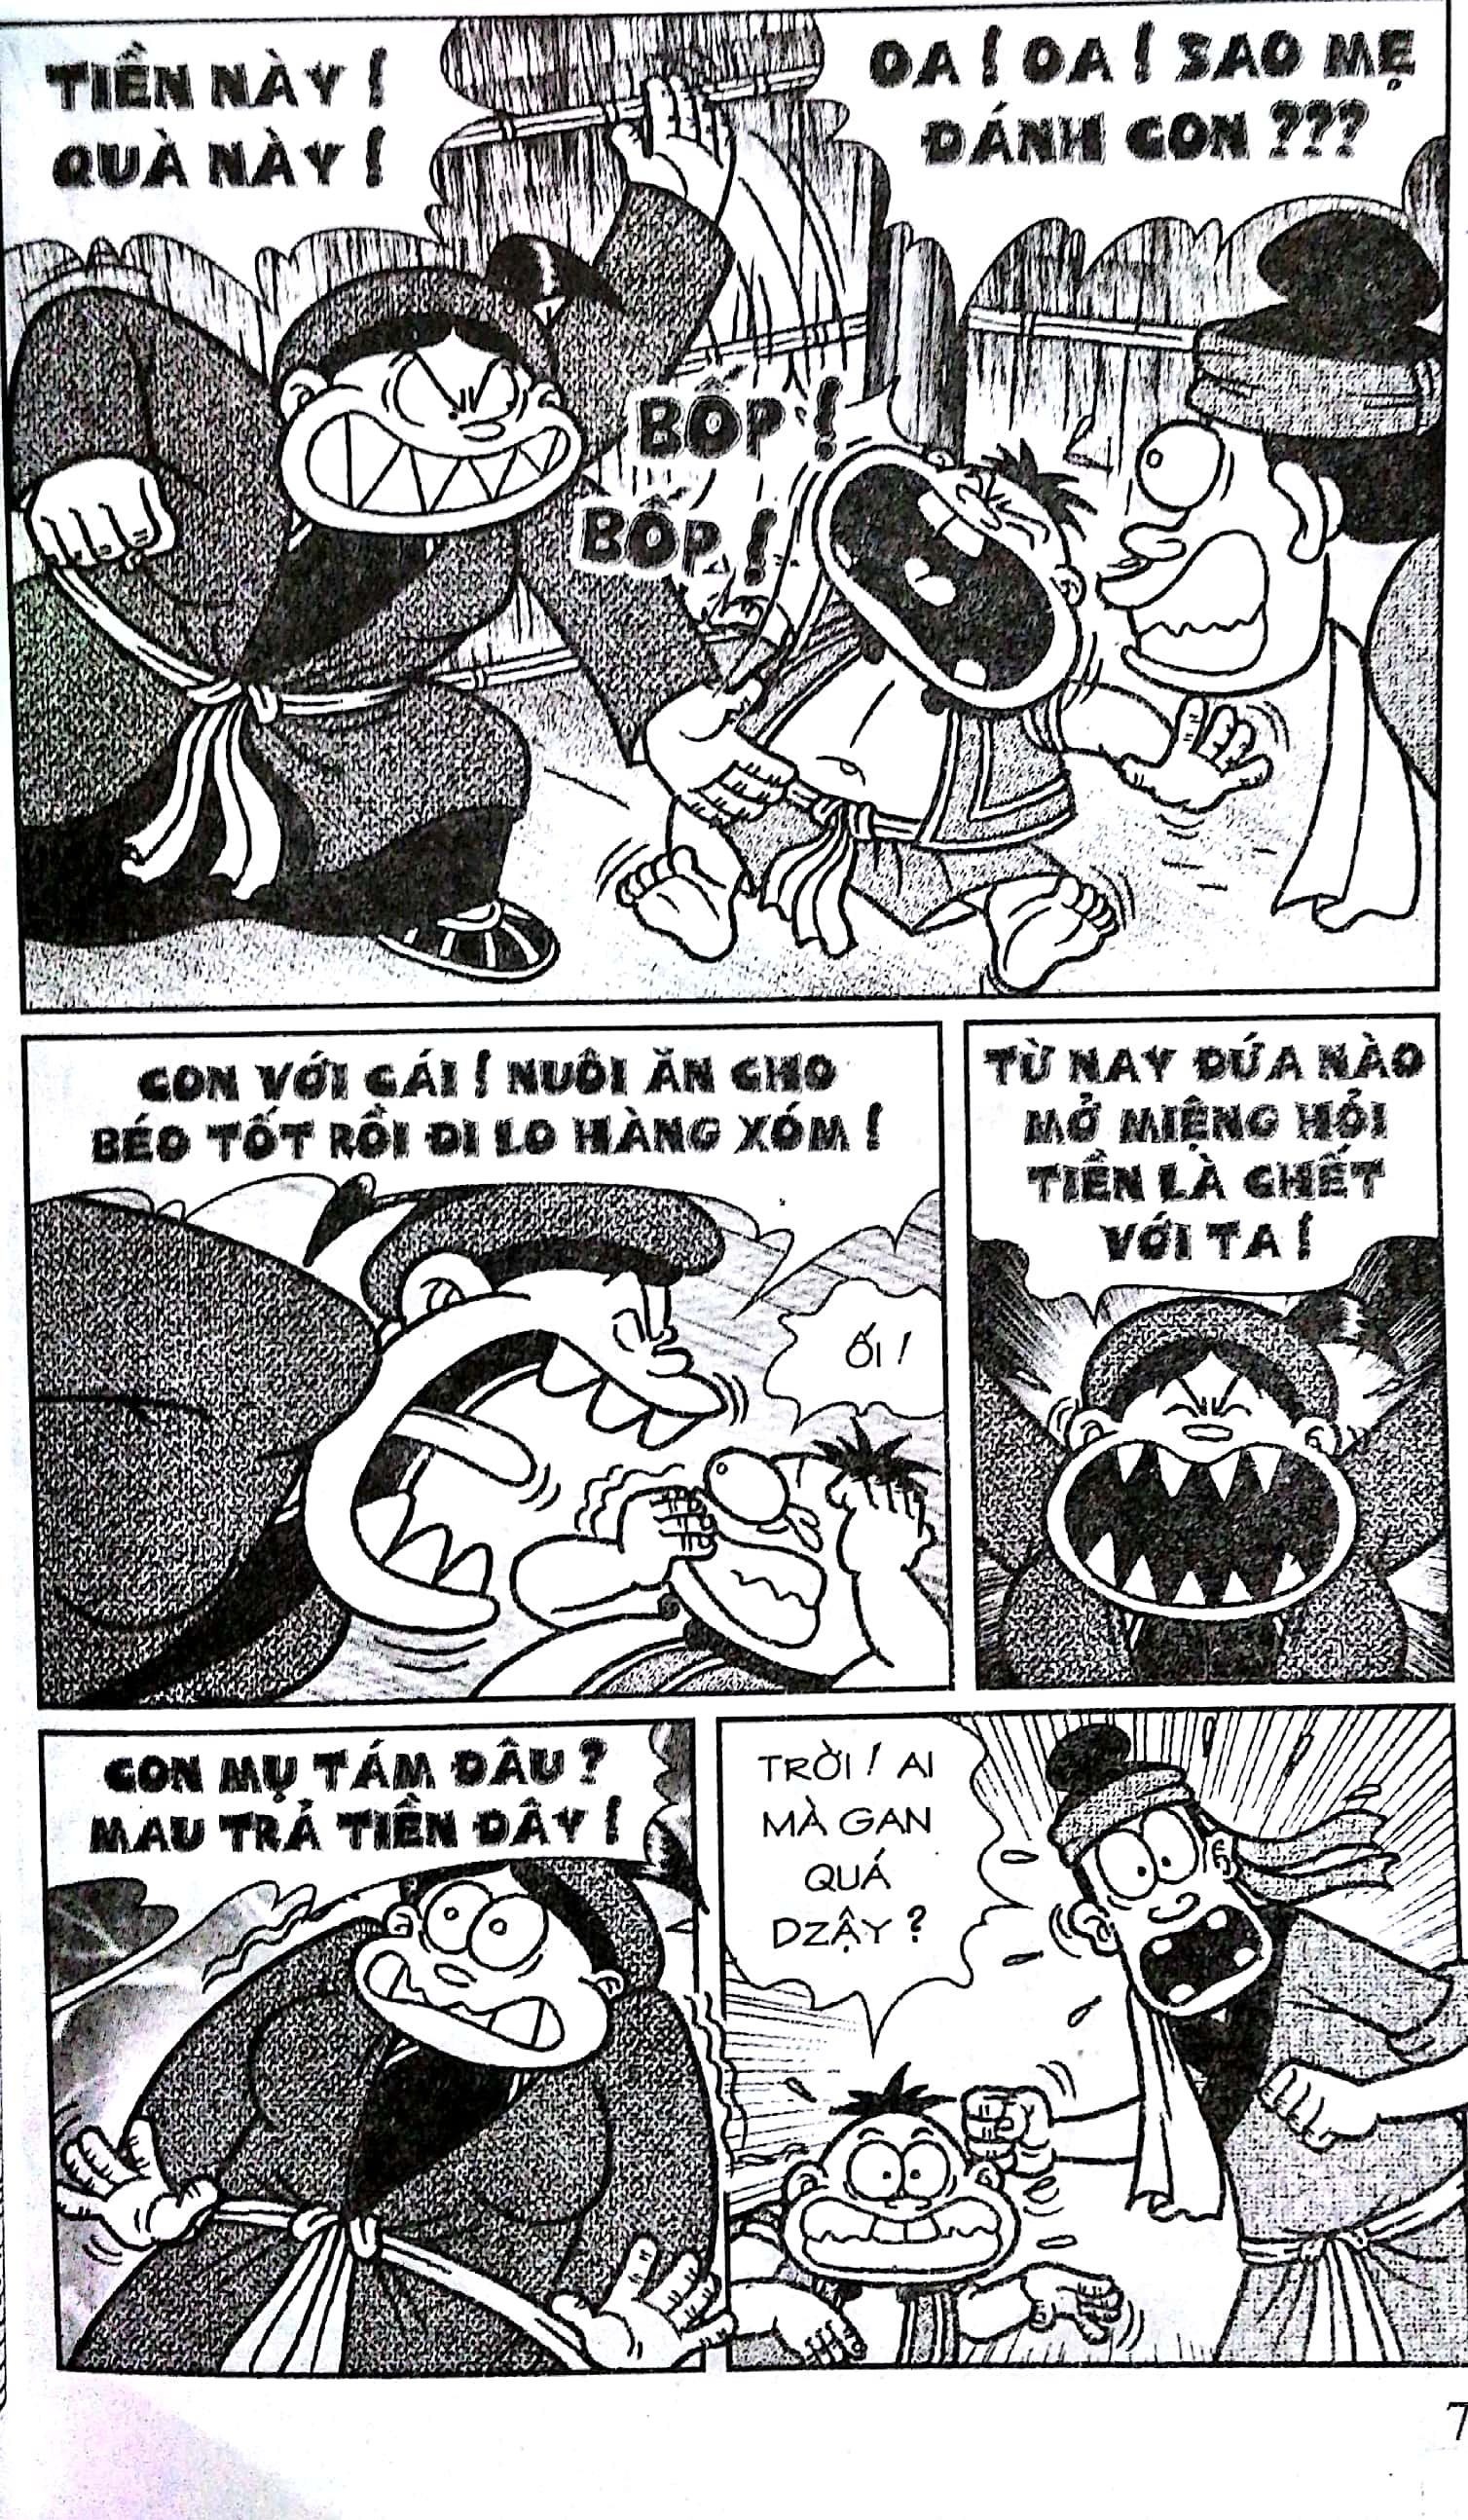 TIỀN NÀY !
QUÀ NÀY !
OA ! OA ! SAO MẸ
ĐÁNH CON ???
BỐP !
BỐP !
CON VỚI CÁI ! NUÔI ĂN CHO
BÉO TỐT RỒI ĐI LO HÀNG XÓM !
ỐI !
TỪ NAY ĐỨA NÀO
MỞ MIỆNG HỎI
TIỀN LÀ CHẾT
VỚI TA !
CON MỤ TÁM ĐÂU ?
MAU TRẢ TIỀN ĐÂY !
TRỜI ! AI
MÀ GAN
QUÁ
DZẬY ?
7